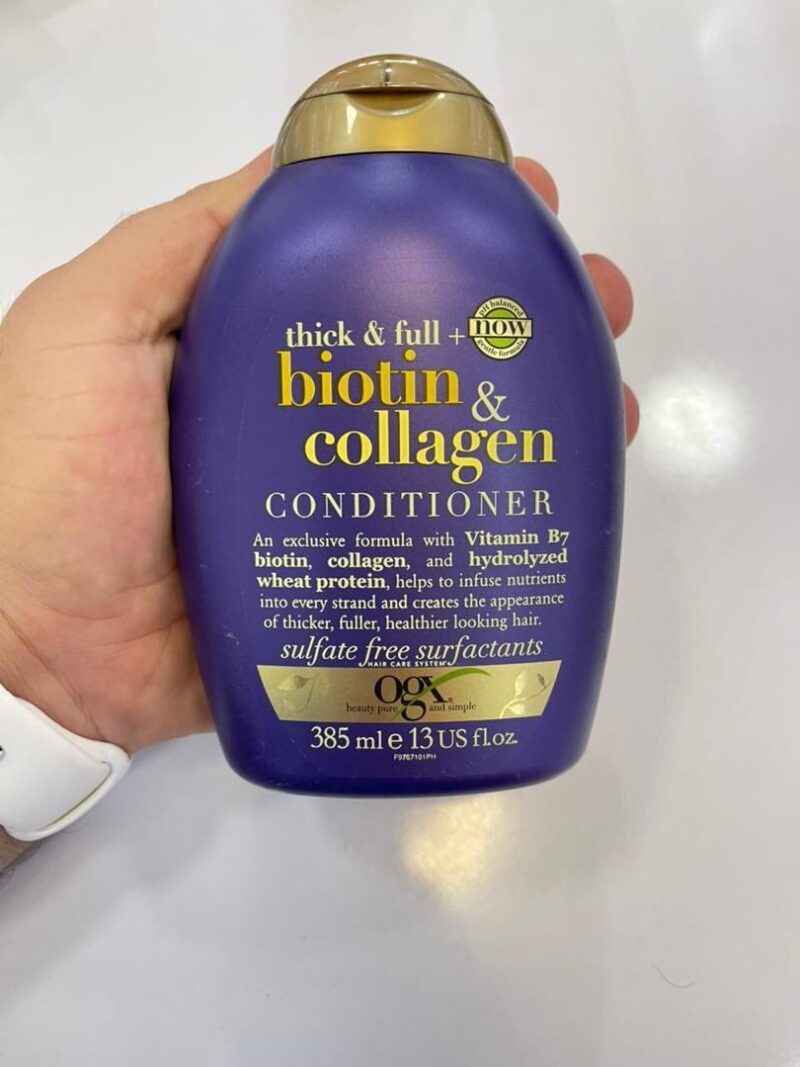 pH balanced
now
gentle formula
thick & full +
biotin &
collagen
CONDITIONER
An exclusive formula with Vitamin B7
biotin, collagen, and hydrolyzed
wheat protein, helps to infuse nutrients
into every strand and creates the appearance
of thicker, fuller, healthier looking hair.
sulfate free surfactants
HAIR CARE SYSTEM
ogx®
beauty pure and simple
385 ml e 13 US fl.oz.
F9767101PH